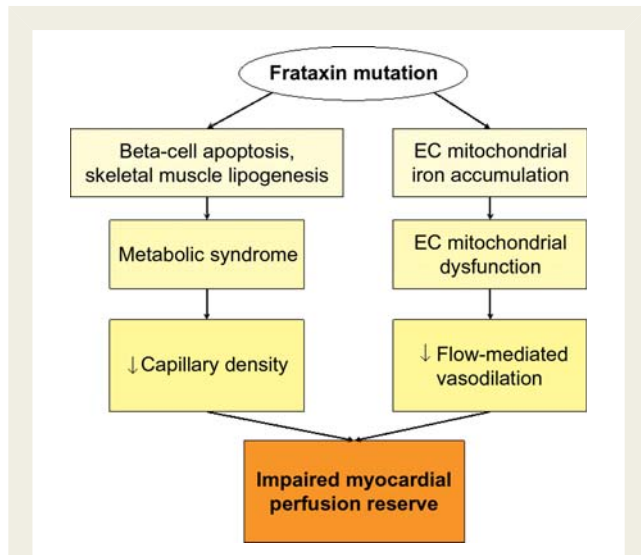 Frataxin mutation
Beta-cell apoptosis,
skeletal muscle lipogenesis
EC mitochondrial
iron accumulation
Metabolic syndrome
EC mitochondrial
dysfunction
↓ Capillary density
↓ Flow-mediated
vasodilation
Impaired myocardial
perfusion reserve